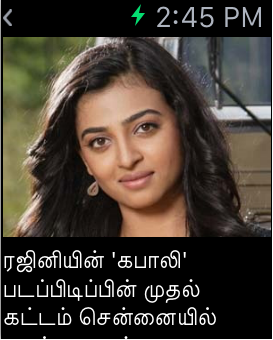 2:45 PM
ரஜினியின் 'கபாலி'
படப்பிடிப்பின் முதல்
கட்டம் சென்னையில்